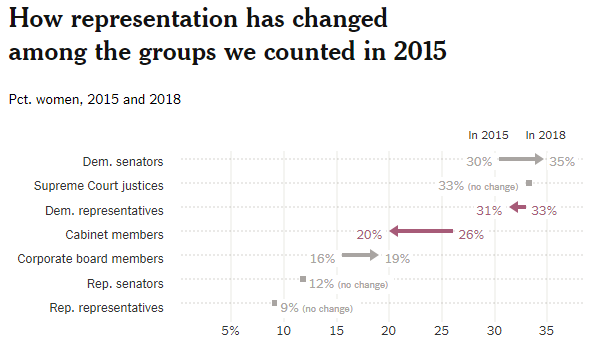 How representation has changed
among the groups we counted in 2015
Pct. women, 2015 and 2018
In 2015 In 2018
Dem. senators 30% 35%
Supreme Court justices 33% (no change)
Dem. representatives 31% 33%
Cabinet members 20% 26%
Corporate board members 16% 19%
Rep. senators 12% (no change)
Rep. representatives 9% (no change)
5% 10 15 20 25 30 35